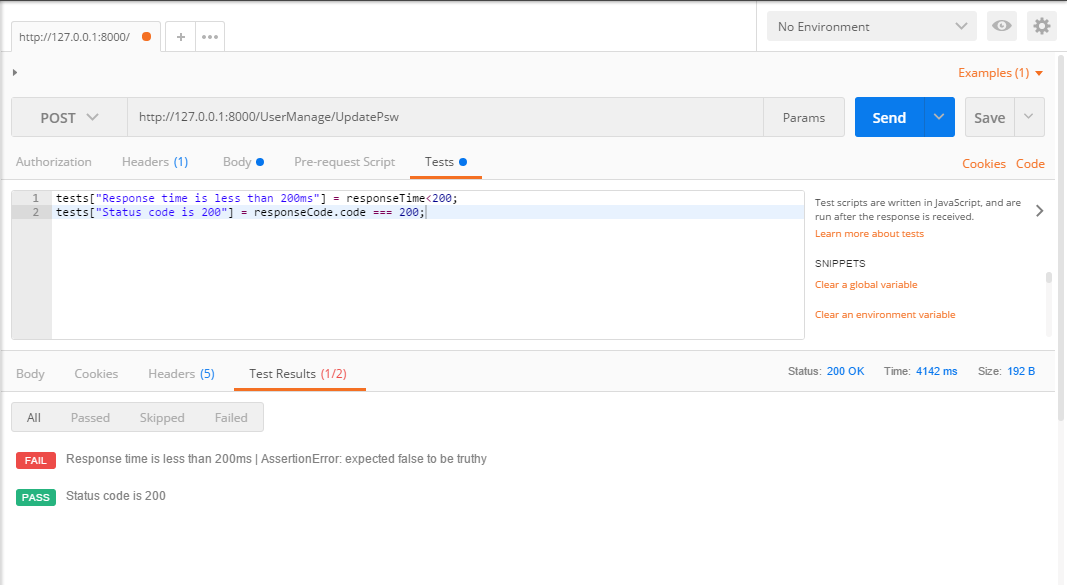 http://127.0.0.1:8000/
+
No Environment
Examples (1)
POST
http://127.0.0.1:8000/UserManage/UpdatePsw
Params
Send
Save
Authorization
Headers (1)
Body
Pre-request Script
Tests
Cookies
Code
1 tests["Response time is less than 200ms"] = responseTime<200;
2 tests["Status code is 200"] = responseCode.code === 200;
Test scripts are written in JavaScript, and are
run after the response is received.
Learn more about tests
SNIPPETS
Clear a global variable
Clear an environment variable
Body
Cookies
Headers (5)
Test Results (1/2)
Status: 200 OK
Time: 4142 ms
Size: 192 B
All
Passed
Skipped
Failed
FAIL Response time is less than 200ms | AssertionError: expected false to be truthy
PASS Status code is 200